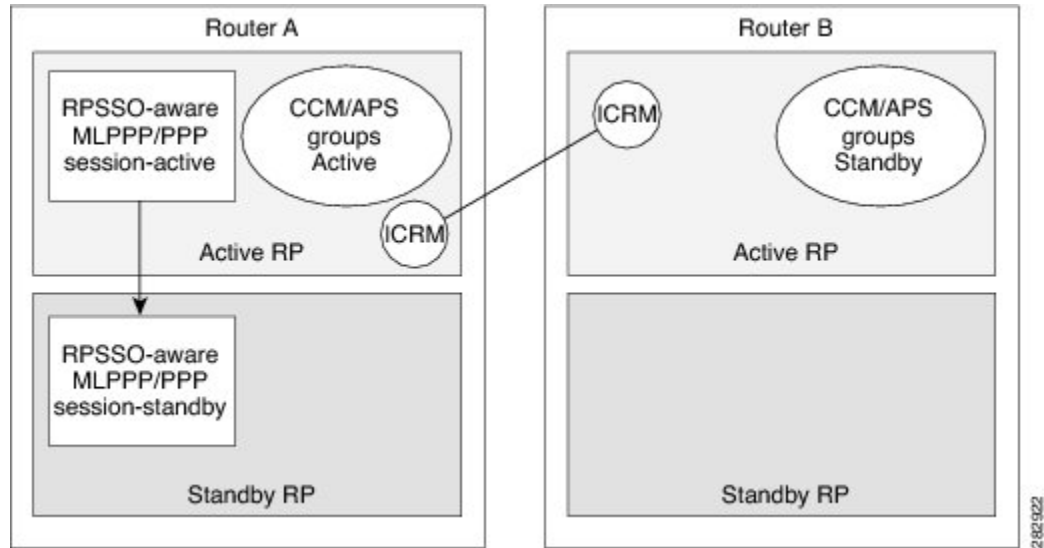 Router A
RPSSO-aware
MLPPP/PPP
session-active
CCM/APS
groups
Active
ICRM
Active RP
RPSSO-aware
MLPPP/PPP
session-standby
Standby RP
Router B
ICRM
CCM/APS
groups
Standby
Active RP
Standby RP
282922